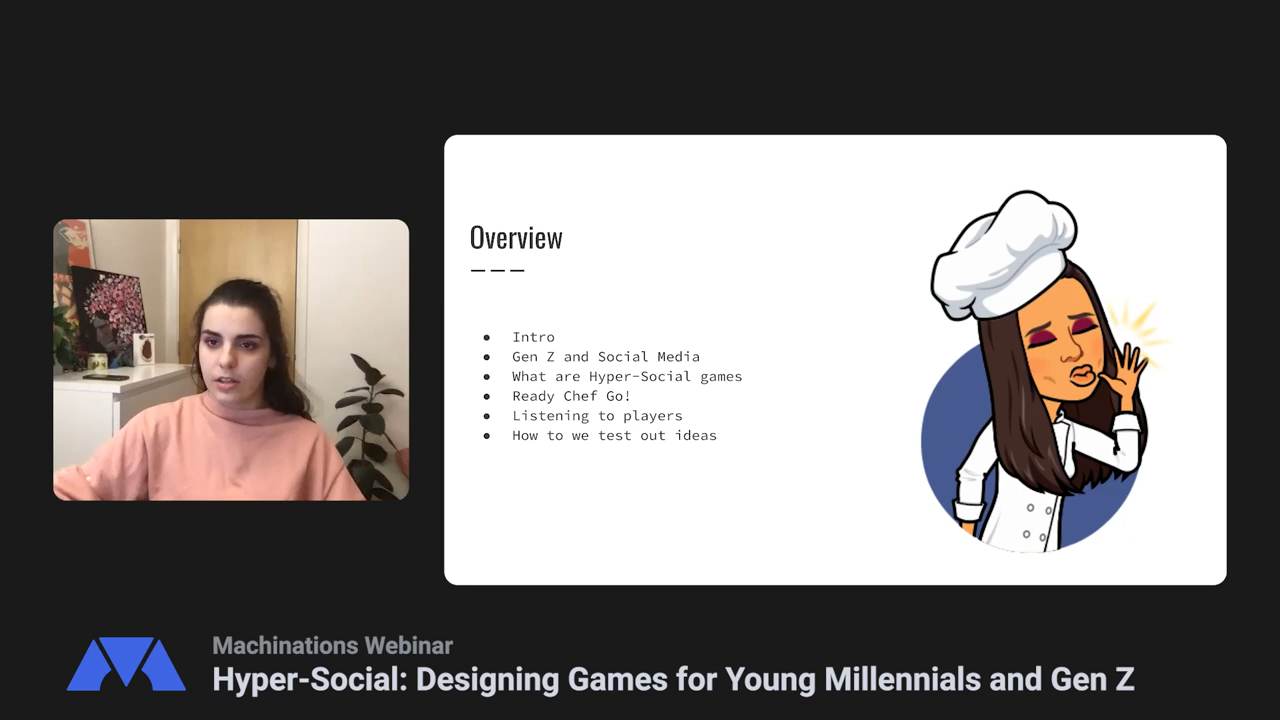 Overview
Intro
Gen Z and Social Media
What are Hyper-Social games
Ready Chef Go!
Listening to players
How to we test out ideas
Machinations Webinar
Hyper-Social: Designing Games for Young Millennials and Gen Z